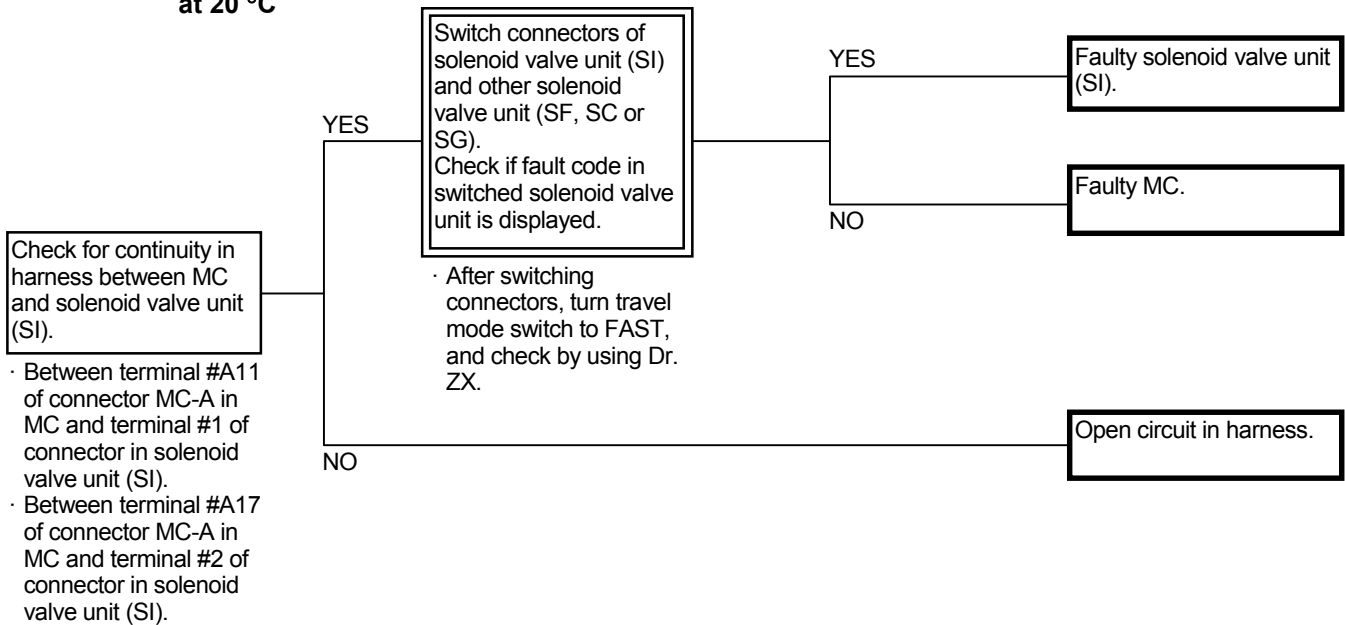 at 20 °C
Check for continuity in
harness between MC
and solenoid valve unit
(SI).
· Between terminal #A11
of connector MC-A in
MC and terminal #1 of
connector in solenoid
valve unit (SI).
· Between terminal #A17
of connector MC-A in
MC and terminal #2 of
connector in solenoid
valve unit (SI).
YES
Switch connectors of
solenoid valve unit (SI)
and other solenoid
valve unit (SF, SC or
SG).
Check if fault code in
switched solenoid valve
unit is displayed.
· After switching
connectors, turn travel
mode switch to FAST,
and check by using Dr.
ZX.
YES
Faulty solenoid valve unit
(SI).
NO
Faulty MC.
NO
Open circuit in harness.